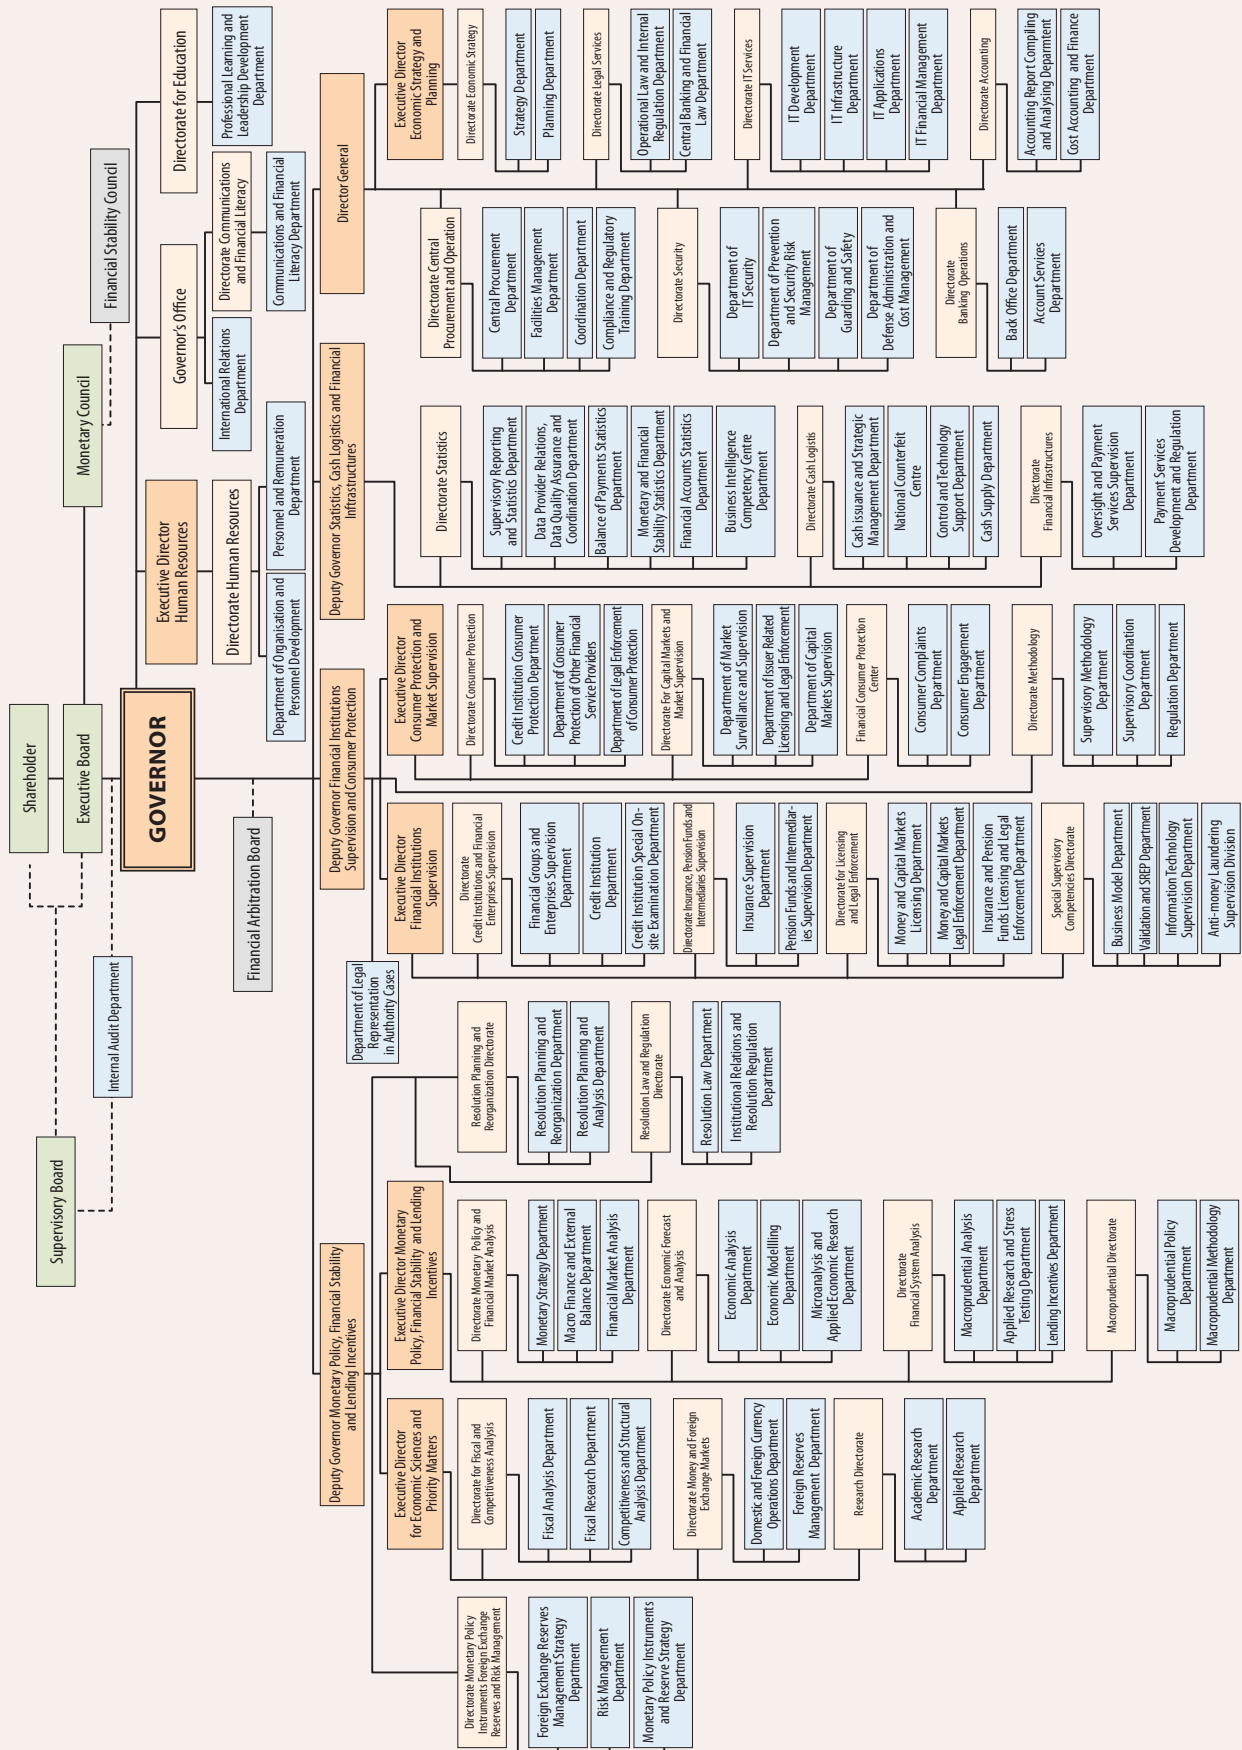 Shareholder
Executive Board
Monetary Council
Financial Stability Council
Supervisory Board
Internal Audit Department
GOVERNOR
Financial Arbitration Board
Executive Director
Human Resources
Directorate Human Resources
Department of Organisation and
Personnel Development
Personnel and Remuneration
Department
Governor's Office
International Relations
Department
Directorate Communications
and Financial Literacy
Communications and Financial
Literacy Department
Directorate for Education
Professional Learning and
Leadership Development
Department
Deputy Governor Monetary Policy, Financial Stability
and Lending Incentives
Directorate Monetary Policy
Instruments Foreign Exchange
Reserves and Risk Management
Foreign Exchange Reserves
Management Strategy
Department
Risk Management
Department
Monetary Policy Instruments
and Reserve Strategy
Department
Executive Director
for Economic Sciences and
Priority Matters
Directorate for Fiscal and
Competitiveness Analysis
Fiscal Analysis Department
Fiscal Research Department
Competitiveness and Structural
Analysis Department
Directorate Money and Foreign
Exchange Markets
Domestic and Foreign Currency
Operations Department
Foreign Reserves
Management Department
Research Directorate
Academic Research
Department
Applied Research
Department
Executive Director Monetary
Policy, Financial Stability and Lending
Incentives
Directorate Monetary Policy and
Financial Market Analysis
Monetary Strategy Department
Macro Finance and External
Balance Department
Financial Market Analysis
Department
Directorate Economic Forecast
and Analysis
Economic Analysis
Department
Economic Modellling
Department
Microanalysis and
Applied Economic Research
Department
Directorate
Financial System Analysis
Macroprudential Analysis
Department
Applied Research and Stress
Testing Department
Lending Incentives Department
Macroprudential Directorate
Macroprudential Policy
Department
Macroprudential Methodology
Department
Resolution Planning and
Reorganization Directorate
Resolution Planning and
Reorganization Department
Resolution Planning and
Analysis Department
Resolution Law and Regulation
Directorate
Resolution Law Department
Institutional Relations and
Resolution Regulation
Department
Deputy Governor Financial Institutions
Supervision and Consumer Protection
Department of Legal
Representation
in Authority Cases
Executive Director
Financial Institutions
Supervision
Directorate
Credit Institutions and Financial
Enterprises Supervision
Financial Groups and
Enterprises Supervision
Department
Credit Institution
Department
Credit Institution Special On-
site Examination Department
Directorate Insurance, Pension Funds and
Intermediaries Supervision
Insurance Supervision
Department
Pension Funds and Intermediar-
ies Supervision Department
Directorate for Licensing
and Legal Enforcement
Money and Capital Markets
Licensing Department
Money and Capital Markets
Legal Enforcement Department
Insurance and Pension
Funds Licensing and Legal
Enforcement Department
Special Supervisory
Competencies Directorate
Business Model Department
Validation and SREP Department
Information Technology
Supervision Department
Anti-money Laundering
Supervision Division
Executive Director
Consumer Protection and
Market Supervision
Directorate Consumer Protection
Credit Institution Consumer
Protection Department
Department of Consumer
Protection of Other Financial
Service Providers
Department of Legal Enforcement
of Consumer Protection
Directorate For Capital Markets and
Market Supervision
Department of Market
Surveillance and Supervision
Department of Issuer Related
Licensing and Legal Enforcement
Department of Capital
Markets Supervision
Financial Consumer Protection
Center
Consumer Complaints
Department
Consumer Engagement
Department
Directorate Methodology
Supervisory Methodology
Department
Supervisory Coordination
Department
Regulation Department
Deputy Governor Statistics, Cash Logistics and Financial
Inftrastructures
Directorate Statistics
Supervisory Reporting
and Statistics Department
Data Provider Relations,
Data Quality Assurance and
Coordination Department
Balance of Payments Statistics
Department
Monetary and Financial
Stability Statistics Department
Financial Accounts Statistics
Department
Business Intelligence
Competency Centre
Department
Directorate Cash Logistis
Cash issuance and Strategic
Management Department
National Counterfeit
Centre
Control and Technology
Support Department
Cash Supply Department
Directorate
Financial Infrastructures
Oversight and Payment
Services Supervision
Department
Payment Services
Development and Regulation
Department
Director General
Directorate Central
Procurement and Operation
Central Procurement
Department
Facilities Management
Department
Coordination Department
Compliance and Regulatory
Training Department
Directorate Security
Department of
IT Security
Department of Prevention
and Security Risk
Management
Department of
Guarding and Safety
Department of
Defense Administration and
Cost Management
Directorate
Banking Operations
Back Office Department
Account Services
Department
Executive Director
Economic Strategy and
Planning
Directorate Economic Strategy
Strategy Department
Planning Department
Directorate Legal Services
Operational Law and Internal
Regulation Department
Central Banking and Financial
Law Department
Directorate IT Services
IT Development
Department
IT Infrastructure
Department
IT Applications
Department
IT Financial Management
Department
Directorate Accounting
Accounting Report Compiling
and Analysing Deparmtent
Cost Accounting and Finance
Department